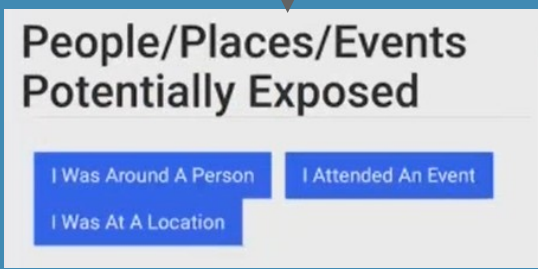 People/Places/Events
Potentially Exposed
I Was Around A Person
I Attended An Event
I Was At A Location